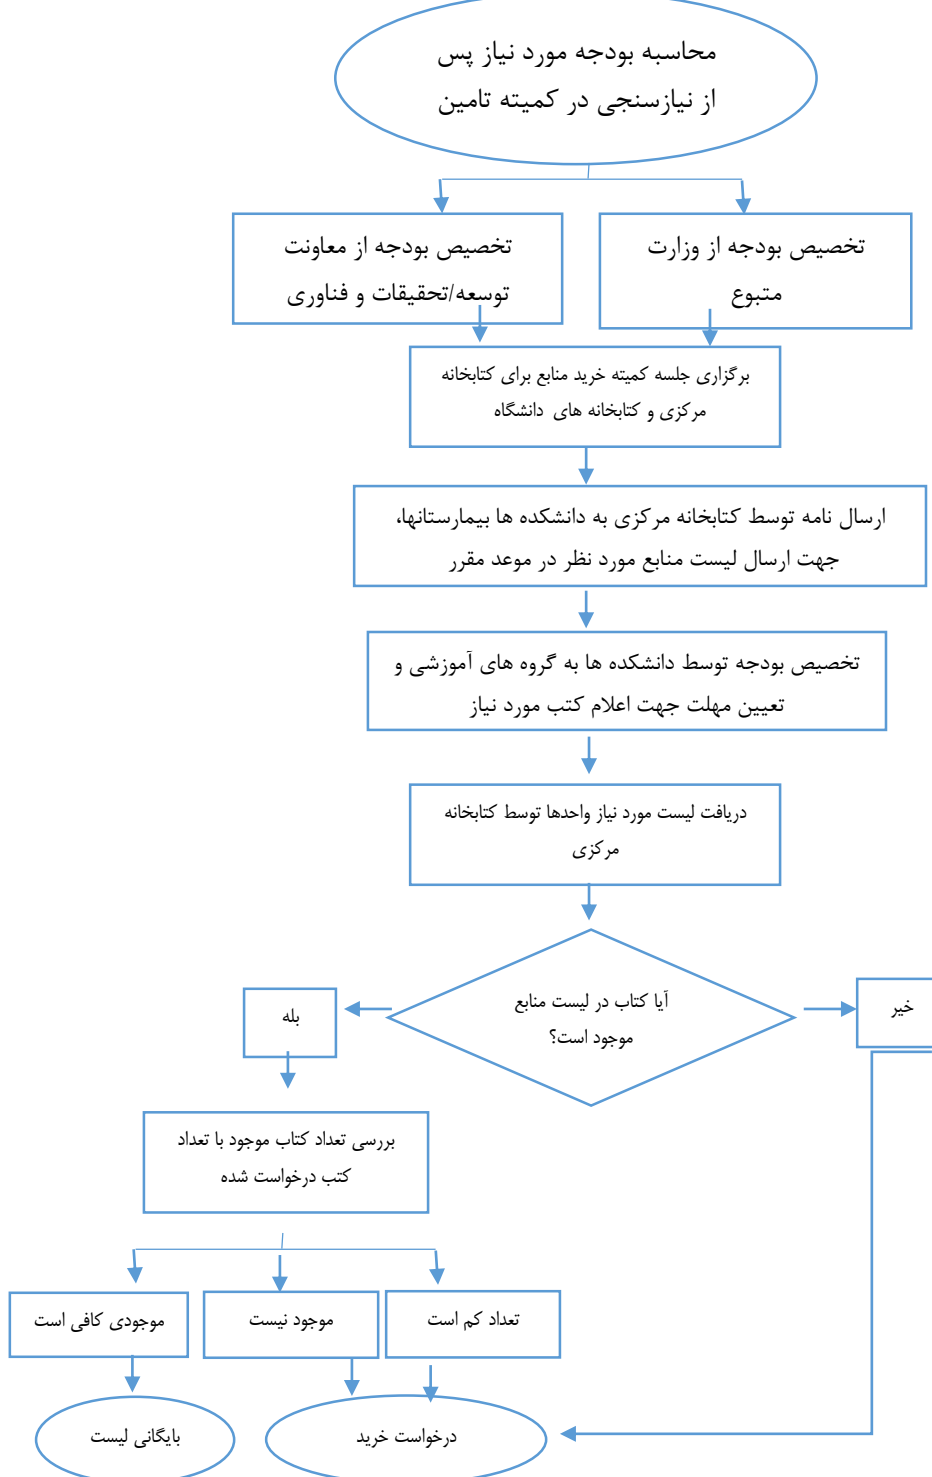 محاسبه بودجه مورد نیاز پس
از نیازسنجی در کمیته تامین
تخصیص بودجه از وزارت
متبوع
تخصیص بودجه از معاونت
توسعه/تحقیقات و فناوری
برگزاری جلسه کمیته خرید منابع برای کتابخانه
مرکزی و کتابخانه های دانشگاه
ارسال نامه توسط کتابخانه مرکزی به دانشکده ها بیمارستانها،
جهت ارسال لیست منابع مورد نظر در موعد مقرر
تخصیص بودجه توسط دانشکده ها به گروه های آموزشی و
تعیین مهلت جهت اعلام کتب مورد نیاز
دریافت لیست مورد نیاز واحدها توسط کتابخانه
مرکزی
آیا کتاب در لیست منابع
موجود است؟
خیر
بله
بررسی تعداد کتاب موجود با تعداد
کتب درخواست شده
تعداد کم است
موجود نیست
موجودی کافی است
درخواست خرید
بایگانی لیست